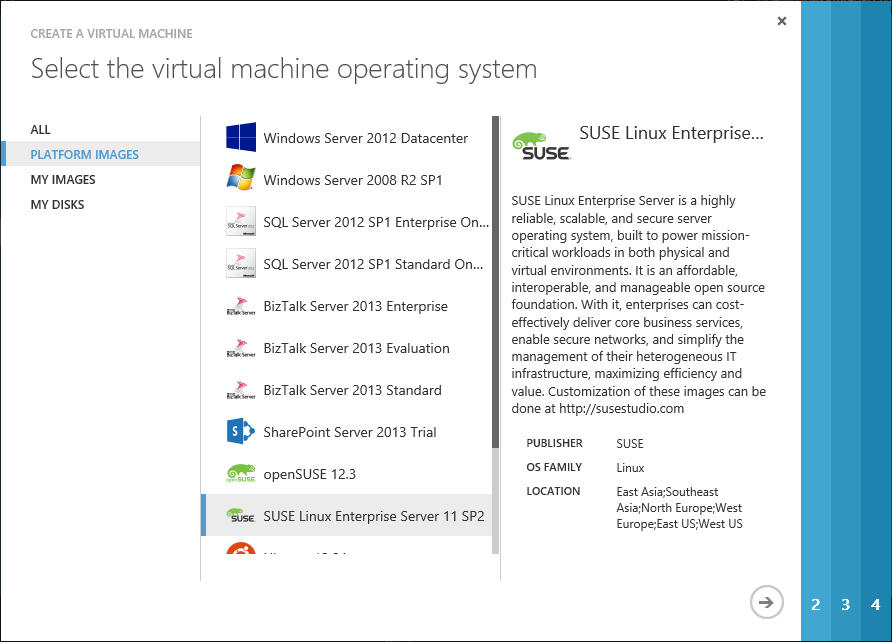 CREATE A VIRTUAL MACHINE
Select the virtual machine operating system
ALL
PLATFORM IMAGES
MY IMAGES
MY DISKS
Windows Server 2012 Datacenter
Windows Server 2008 R2 SP1
SQL Server 2012 SP1 Enterprise On...
SQL Server 2012 SP1 Standard On...
BizTalk Server 2013 Enterprise
BizTalk Server 2013 Evaluation
BizTalk Server 2013 Standard
SharePoint Server 2013 Trial
openSUSE 12.3
SUSE Linux Enterprise Server 11 SP2
SUSE
SUSE Linux Enterprise...
SUSE Linux Enterprise Server is a highly
reliable, scalable, and secure server
operating system, built to power mission-
critical workloads in both physical and
virtual environments. It is an affordable,
interoperable, and manageable open source
foundation. With it, enterprises can cost-
effectively deliver core business services,
enable secure networks, and simplify the
management of their heterogeneous IT
infrastructure, maximizing efficiency and
value. Customization of these images can be
done at http://susestudio.com
PUBLISHER SUSE
OS FAMILY Linux
LOCATION East Asia;Southeast
Asia;North Europe;West
Europe;East US;West US
2 3 4